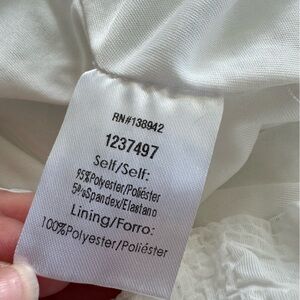 RN#138942
1237497
Self/Self:
95%Polyester/Poliéster
5%Spandex/Elastano
Lining/Forro:
100%Polyester/Poliéster